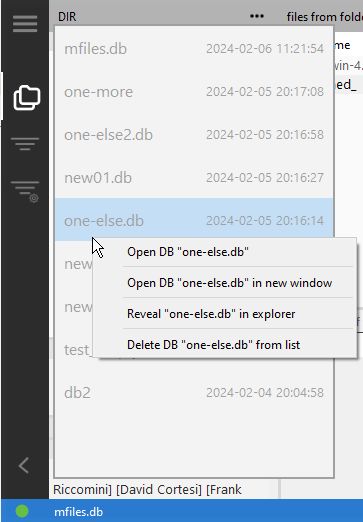 DIR ••• files from fold
me
mfiles.db 2024-02-06 11:21:54
win-4.
one-more 2024-02-05 20:17:08
ed_
one-else2.db 2024-02-05 20:16:58
new01.db 2024-02-05 20:16:27
one-else.db 2024-02-05 20:16:14
Open DB "one-else.db"
new
Open DB "one-else.db" in new window
new
Reveal "one-else.db" in explorer
test_
Delete DB "one-else.db" from list
db2 2024-02-04 20:04:58
Riccomini] [David Cortesi] [Frank
mfiles.db